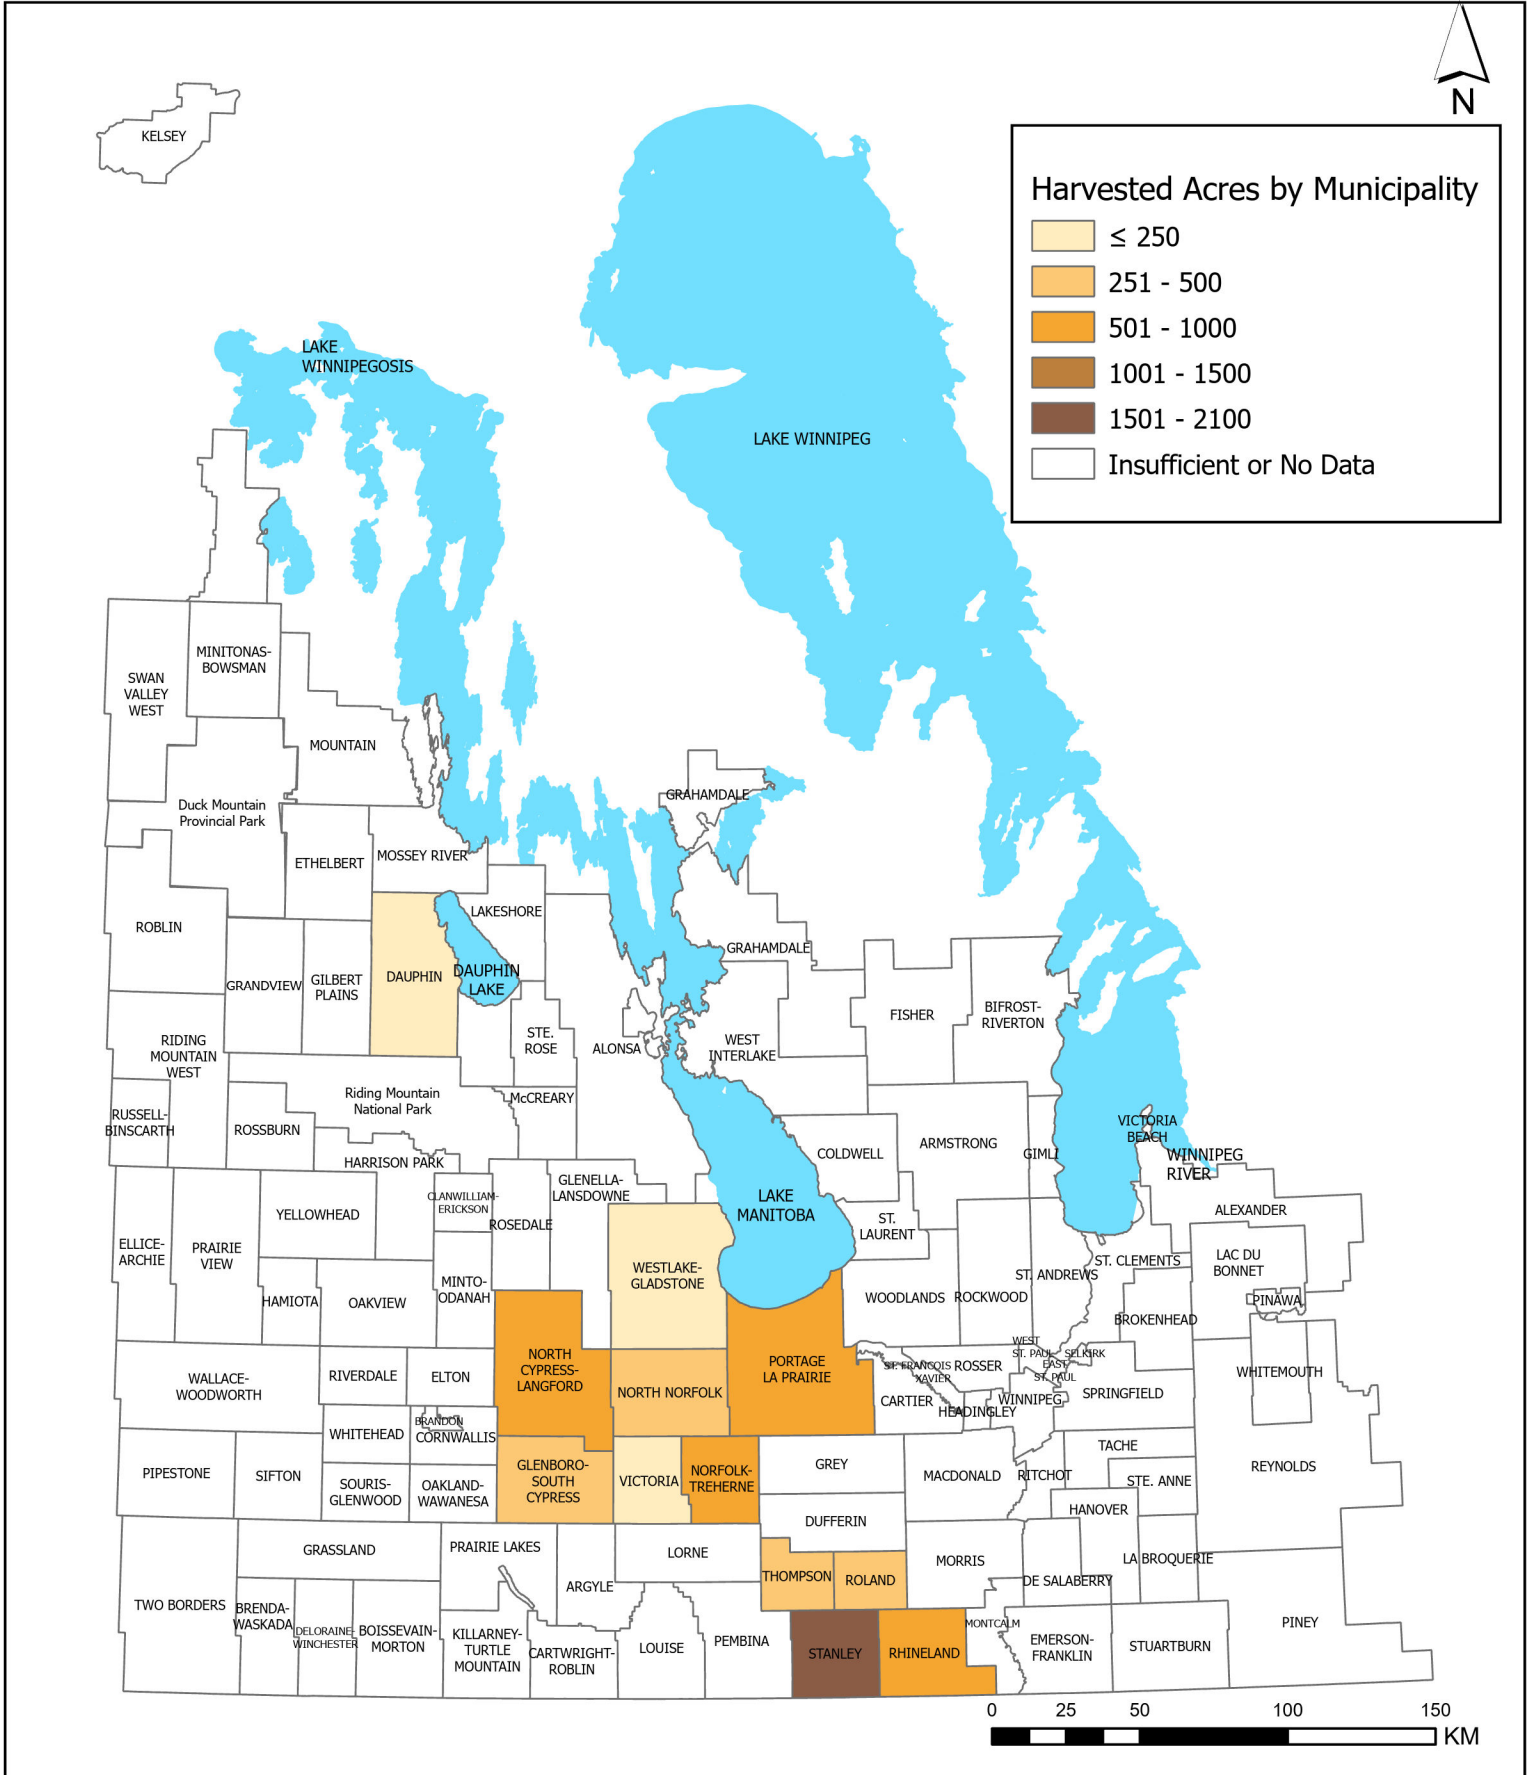 N
KELSEY
Harvested Acres by Municipality
≤ 250
251 - 500
501 - 1000
1001 - 1500
1501 - 2100
Insufficient or No Data
LAKE
WINNIPEGOSIS
LAKE WINNIPEG
MINITONAS-
BOWSMAN
SWAN
VALLEY
WEST
MOUNTAIN
Duck Mountain
Provincial Park
GRAHAMDALE
ETHELBERT
MOSSEY RIVER
ROBLIN
LAKESHORE
GRAHAMDALE
GRANDVIEW
GILBERT
PLAINS
DAUPHIN
DAUPHIN
LAKE
FISHER
BIFROST-
RIVERTON
STE.
ROSE
ALONSA
WEST
INTERLAKE
RIDING
MOUNTAIN
WEST
Riding Mountain
National Park
McCREARY
RUSSELL-
BINSCARTH
ROSSBURN
HARRISON PARK
COLDWELL
ARMSTRONG
GIMLI
VICTORIA
BEACH
WINNIPEG
RIVER
GLENELLA-
LANSDOWNE
CLANWILLIAM-
ERICKSON
ROSEDALE
YELLOWHEAD
LAKE
MANITOBA
ST.
LAURENT
ALEXANDER
ELLICE-
ARCHIE
PRAIRIE
VIEW
WESTLAKE-
GLADSTONE
ST. CLEMENTS
LAC DU
BONNET
ST. ANDREWS
HAMIOTA
OAKVIEW
MINTO-
ODANAH
WOODLANDS
ROCKWOOD
PINAWA
BROKENHEAD
NORTH
CYPRESS-
LANGFORD
PORTAGE
LA PRAIRIE
WEST
ST. PAUL
SELKIRK
EAST
ST. PAUL
ST. FRANCOIS
XAVIER
ROSSER
WHITEMOUTH
WALLACE-
WOODWORTH
RIVERDALE
ELTON
NORTH NORFOLK
CARTIER
HEADINGLEY
WINNIPEG
SPRINGFIELD
WHITEHEAD
BRANDON
CORNWALLIS
TACHE
PIPESTONE
SIFTON
SOURIS-
GLENWOOD
OAKLAND-
WAWANESA
GLENBORO-
SOUTH
CYPRESS
VICTORIA
NORFOLK-
TREHERNE
GREY
MACDONALD
RITCHOT
STE. ANNE
REYNOLDS
HANOVER
DUFFERIN
GRASSLAND
PRAIRIE LAKES
LORNE
MORRIS
LA BROQUERIE
DE SALABERRY
ARGYLE
THOMPSON
ROLAND
TWO BORDERS
BRENDA-
WASKADA
DELORAINE-
WINCHESTER
BOISSEVAIN-
MORTON
KILLARNEY-
TURTLE
MOUNTAIN
CARTWRIGHT-
ROBLIN
LOUISE
PEMBINA
STANLEY
RHINELAND
MONTCALM
EMERSON-
FRANKLIN
STUARTBURN
PINEY
0 25 50 100 150
KM